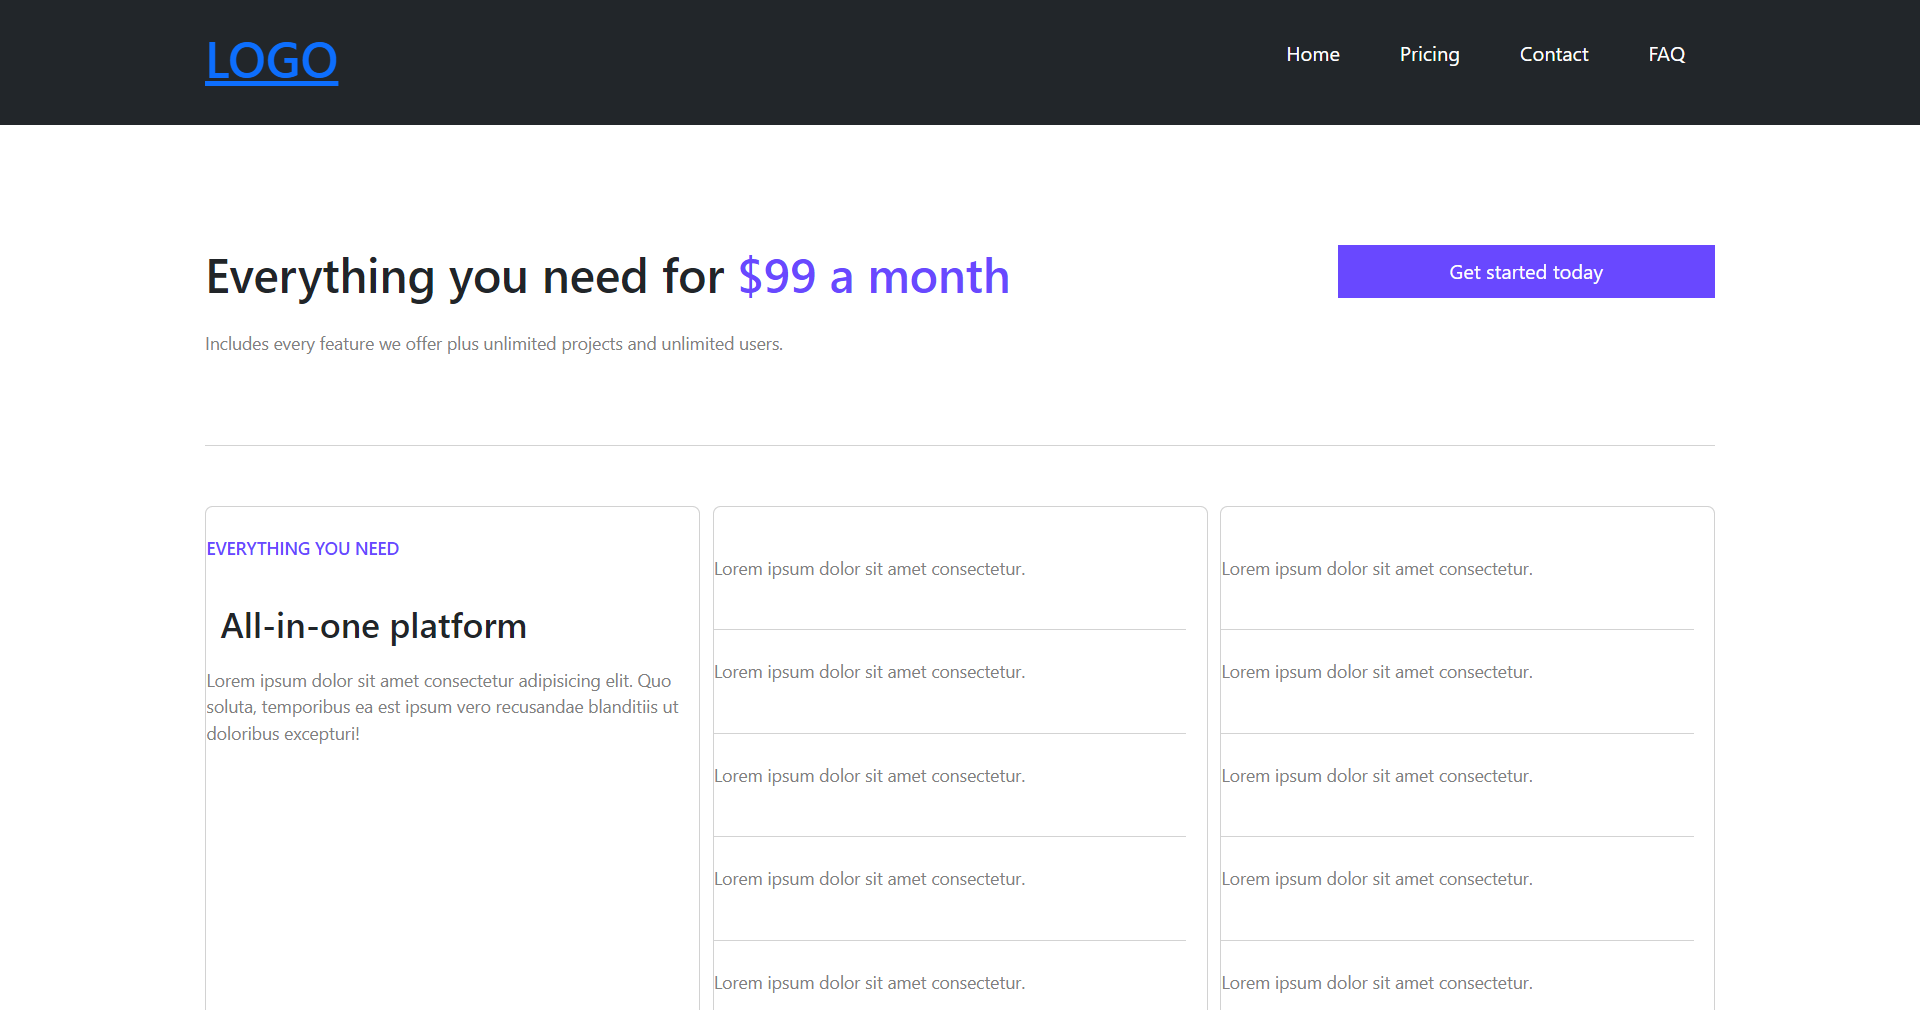 LOGO
Home
Pricing
Contact
FAQ
Everything you need for $99 a month
Get started today
Includes every feature we offer plus unlimited projects and unlimited users.
EVERYTHING YOU NEED
All-in-one platform
Lorem ipsum dolor sit amet consectetur adipisicing elit. Quo
soluta, temporibus ea est ipsum vero recusandae blanditiis ut
doloribus excepturi!
Lorem ipsum dolor sit amet consectetur.
Lorem ipsum dolor sit amet consectetur.
Lorem ipsum dolor sit amet consectetur.
Lorem ipsum dolor sit amet consectetur.
Lorem ipsum dolor sit amet consectetur.
Lorem ipsum dolor sit amet consectetur.
Lorem ipsum dolor sit amet consectetur.
Lorem ipsum dolor sit amet consectetur.
Lorem ipsum dolor sit amet consectetur.
Lorem ipsum dolor sit amet consectetur.